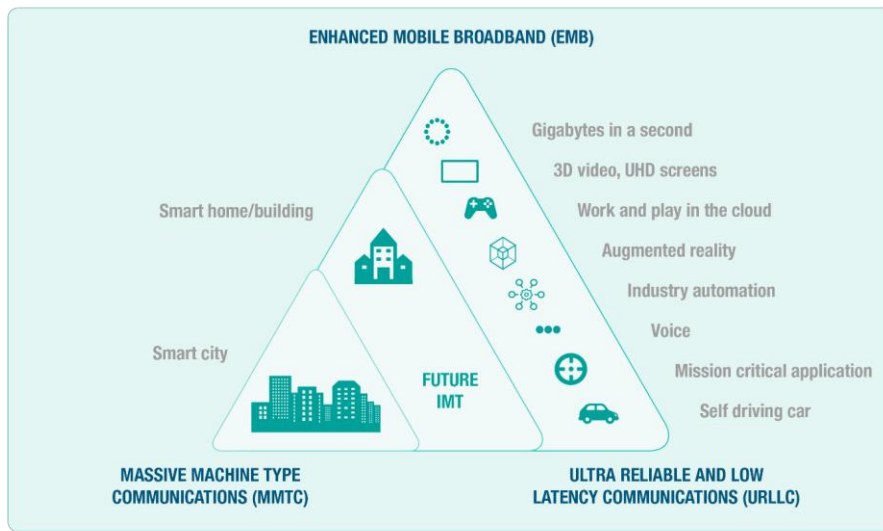 ENHANCED MOBILE BROADBAND (EMB)
Gigabytes in a second
3D video, UHD screens
Smart home/building
Work and play in the cloud
Augmented reality
Industry automation
Voice
Smart city
Mission critical application
FUTURE
IMT
Self driving car
MASSIVE MACHINE TYPE
COMMUNICATIONS (MMTC)
ULTRA RELIABLE AND LOW
LATENCY COMMUNICATIONS (URLLC)